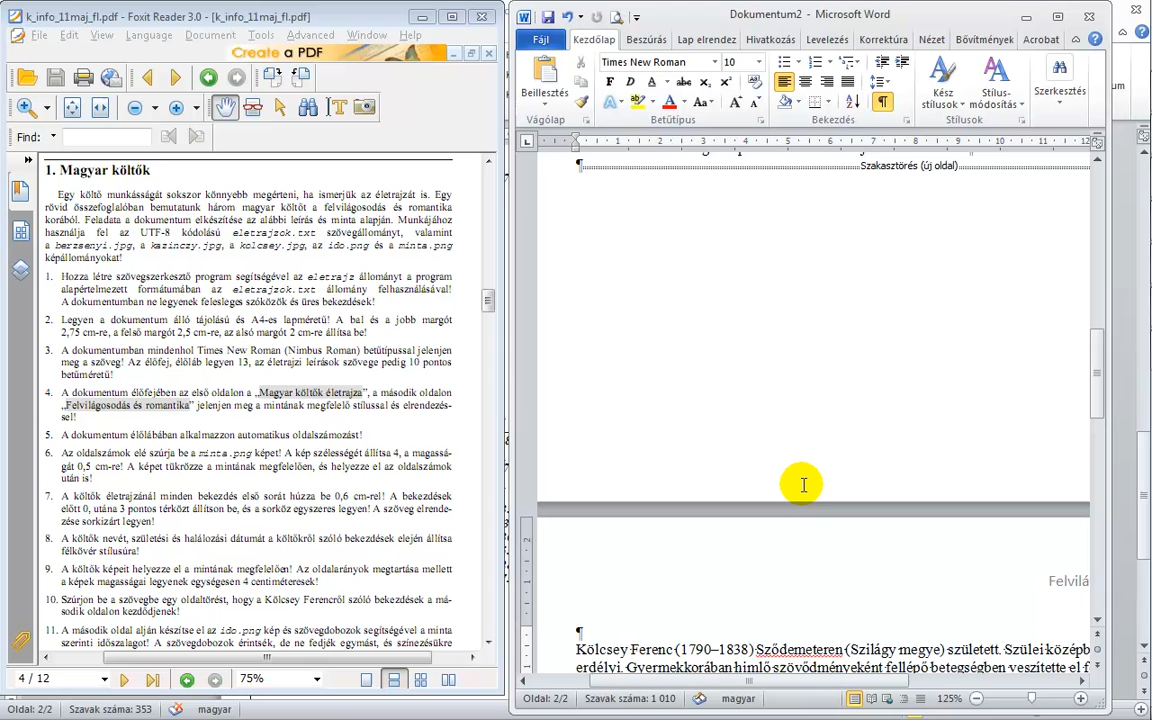 k_info_11maj_fl.pdf - Foxit Reader 3.0 - [k_info_11maj_fl.pdf]
File Edit View Language Document Tools Advanced Window Help
Create a PDF
Find:
1. Magyar költők
Egy költő munkásságát sokszor könnyebb megérteni, ha ismerjük az életrajzát is. Egy
rövid összefoglalóban bemutatunk három magyar költőt a felvilágosodás és romantika
korából. Feladata a dokumentum elkészítése az alábbi leírás és minta alapján. Munkájához
használja fel az UTF-8 kódolású eletrajzok.txt szövegállományt, valamint
a berzsenyi.jpg, a kazinczy.jpg, a kolcsey.jpg, az ido.png és a minta.png
képállományokat!
1. Hozza létre szövegszerkesztő program segítségével az eletrajz állományt a program
alapértelmezett formátumában az eletrajzok.txt állomány felhasználásával!
A dokumentumban ne legyenek felesleges szóközök és üres bekezdések!
2. Legyen a dokumentum álló tájolású és A4-es lapméretű! A bal és a jobb margót
2,75 cm-re, a felső margót 2,5 cm-re, az alsó margót 2 cm-re állítsa be!
3. A dokumentumban mindenhol Times New Roman (Nimbus Roman) betűtípussal jelenjen
meg a szöveg! Az élőfej, élőláb legyen 13, az életrajzi leírások szövege pedig 10 pontos
betűméretű!
4. A dokumentum élőfejében az első oldalon a „Magyar költők életrajza”, a második oldalon
„Felvilágosodás és romantika” jelenjen meg a mintának megfelelő stílussal és elrendezés-
sel!
5. A dokumentum élőlábában alkalmazzon automatikus oldalszámozást!
6. Az oldalszámok elé szúrja be a minta.png képet! A kép szélességét állítsa 4, a magassá-
gát 0,5 cm-re! A képet tükrözze a mintának megfelelően, és helyezze el az oldalszámok
után is!
7. A költők életrajzánál minden bekezdés első sorát húzza be 0,6 cm-rel! A bekezdések
előtt 0, utána 3 pontos térközt állítson be, és a sorköz egyszeres legyen! A szöveg elrende-
zése sorkizárt legyen!
8. A költők nevét, születési és halálozási dátumát a költőkről szóló bekezdések elején állítsa
félkövér stílusúra!
9. A költők képeit helyezze el a mintának megfelelően! Az oldalarányok megtartása mellett
a képek magasságai legyenek egységesen 4 centiméteresek!
10. Szúrjon be a szövegbe egy oldaltörést, hogy a Kölcsey Ferencről szóló bekezdések a má-
sodik oldalon kezdődjenek!
11. A második oldal alján készítse el az ido.png kép és szövegdobozok segítségével a minta
szerinti időszalagot! A szövegdobozok érintsék, de ne fedjék egymást, és színezésükre
4 / 12 75%
Oldal: 2/2 Szavak száma: 353 magyar
Dokumentum2 - Microsoft Word
Fájl Kezdőlap Beszúrás Lap elrendez Hivatkozás Levelezés Korrektúra Nézet Bővítmények Acrobat
Times New Roman 10
Beillesztés
Kész stílusok
Stílus-módosítás
Szerkesztés
Vágólap Betűtípus Bekezdés Stílusok
1 2 3 4 5 6 7 8 9 10 11 12
Szakasztörés (új oldal)
Felvilá
Kölcsey Ferenc (1790–1838) Sződemeteren (Szilágy megye) született. Szülei középb
erdélyi. Gyermekkorában himlő szövődményeként fellépő betegségben veszítette el f
Oldal: 2/2 Szavak száma: 1 010 magyar 125%